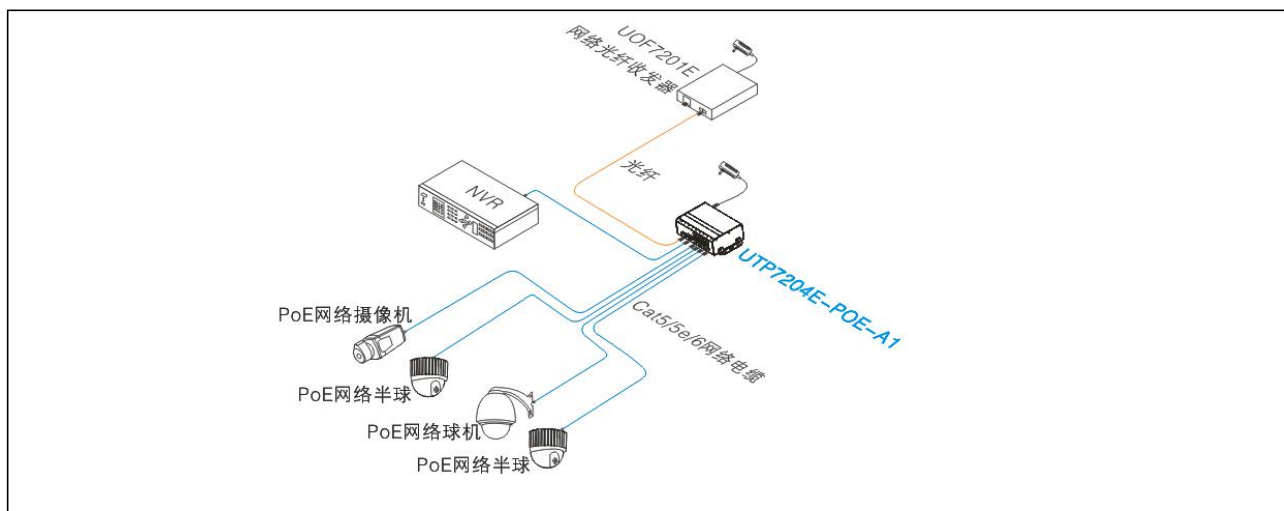 UOF7201E
网络光纤收发器
光纤
NVR
UTP7204E-POE-A1
Cat5/5e/6网络电缆
PoE网络摄像机
PoE网络半球
PoE网络球机
PoE网络半球